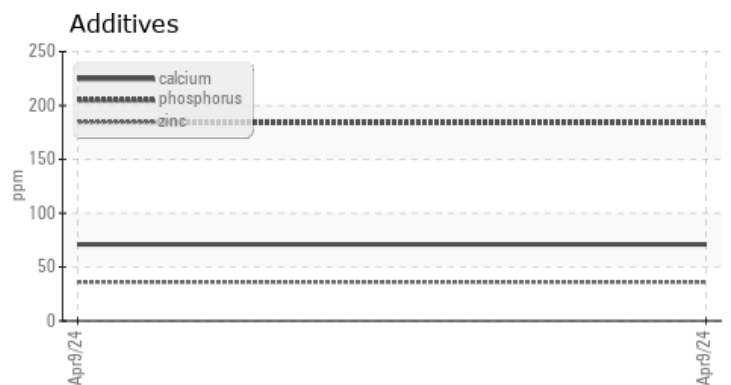 Additives
250
200
150
100
50
0
ppm
calcium
phosphorus
zinc
Apr9/24
Apr9/24